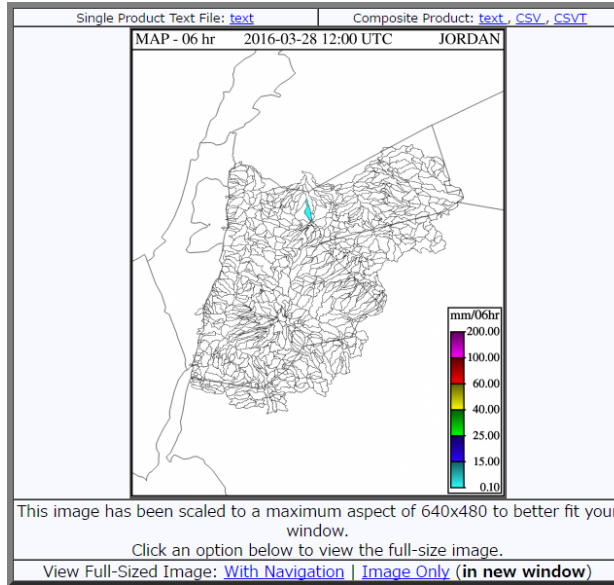 Single Product Text File: text
Composite Product: text , CSV , CSVT
MAP - 06 hr 2016-03-28 12:00 UTC JORDAN
mm/06hr
200.00
100.00
60.00
40.00
25.00
15.00
0.10
This image has been scaled to a maximum aspect of 640x480 to better fit your
window.
Click an option below to view the full-size image.
View Full-Sized Image: With Navigation | Image Only (in new window)